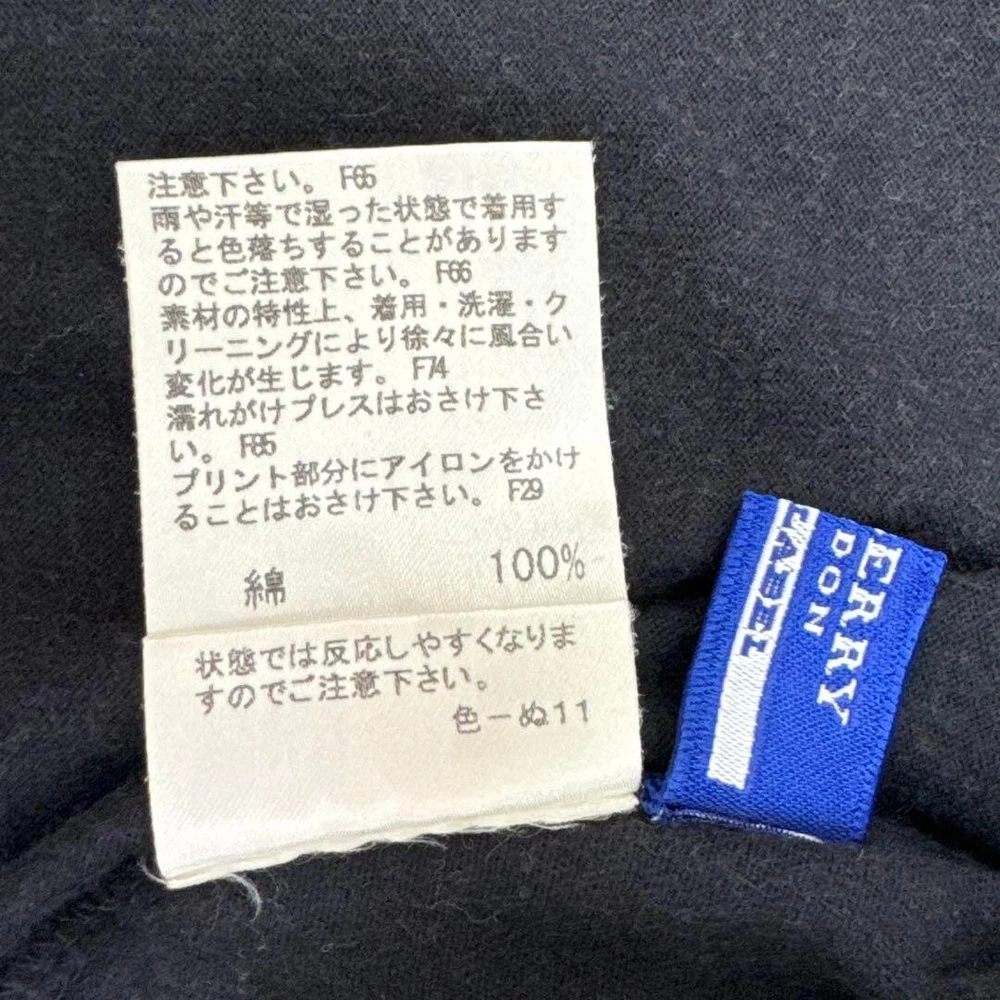 注意下さい。 F65
雨や汗等で湿った状態で着用す
ると色落ちすることがあります
のでご注意下さい。 F66
素材の特性上、着用・洗濯・ク
リーニングにより徐々に風合い
変化が生じます。 F74
濡れがけプレスはおさけ下さ
い。 F85
プリント部分にアイロンをかけ
ることはおさけ下さい。 F29
綿 100%
状態では反応しやすくなりま
すのでご注意下さい。
色ーぬ11
ERRY
DON
LABEL